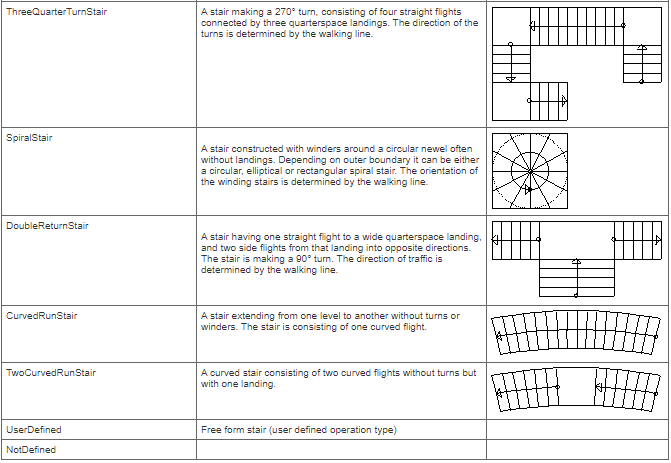 ThreeQuarterTurnStair
A stair making a 270° turn, consisting of four straight flights
connected by three quarterspace landings. The direction of the
turns is determined by the walking line.
SpiralStair
A stair constructed with winders around a circular newel often
without landings. Depending on outer boundary it can be either
a circular, elliptical or rectangular spiral stair. The orientation of
the winding stairs is determined by the walking line.
DoubleReturnStair
A stair having one straight flight to a wide quarterspace landing,
and two side flights from that landing into opposite directions.
The stair is making a 90° turn. The direction of traffic is
determined by the walking line.
CurvedRunStair
A stair extending from one level to another without turns or
winders. The stair is consisting of one curved flight.
TwoCurvedRunStair
A curved stair consisting of two curved flights without turns but
with one landing.
UserDefined
Free form stair (user defined operation type)
NotDefined